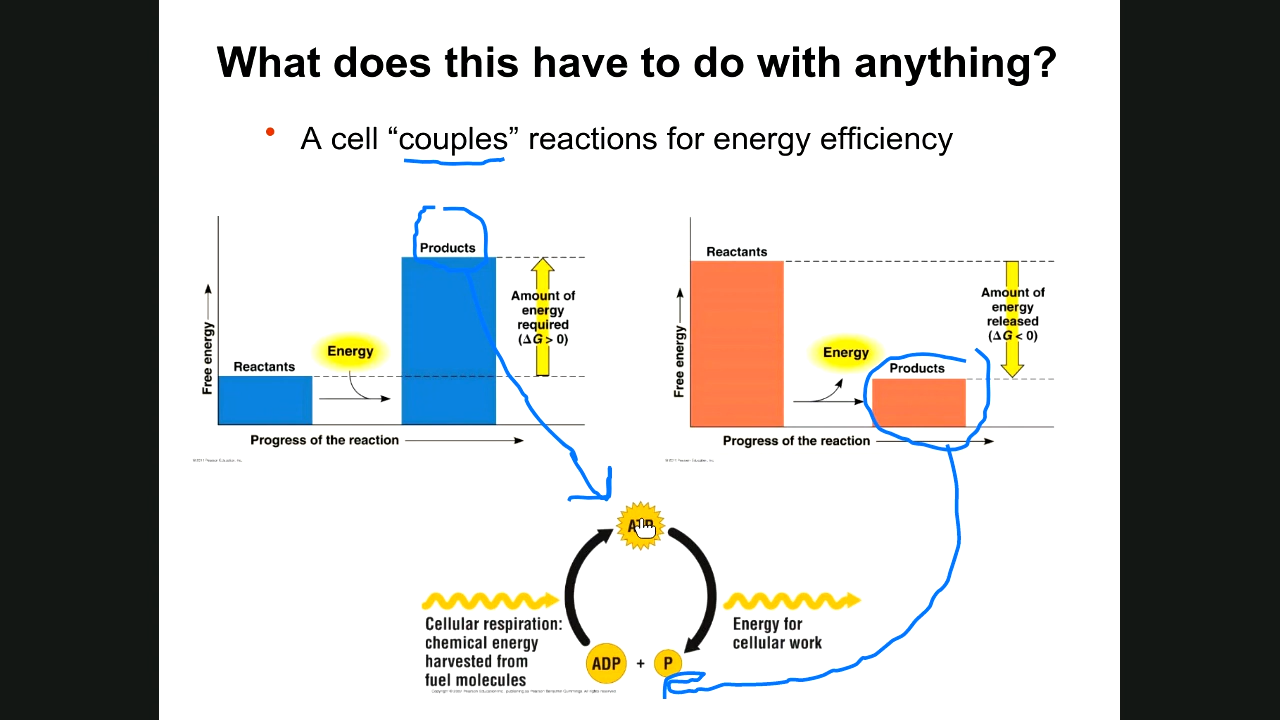 What does this have to do with anything?
• A cell “couples” reactions for energy efficiency
Products
Amount of
energy
required
(ΔG > 0)
Energy
Reactants
Free energy
Progress of the reaction
Reactants
Amount of
energy
released
(ΔG < 0)
Energy
Products
Free energy
Progress of the reaction
ATP
Cellular respiration:
chemical energy
harvested from
fuel molecules
Energy for
cellular work
ADP + P